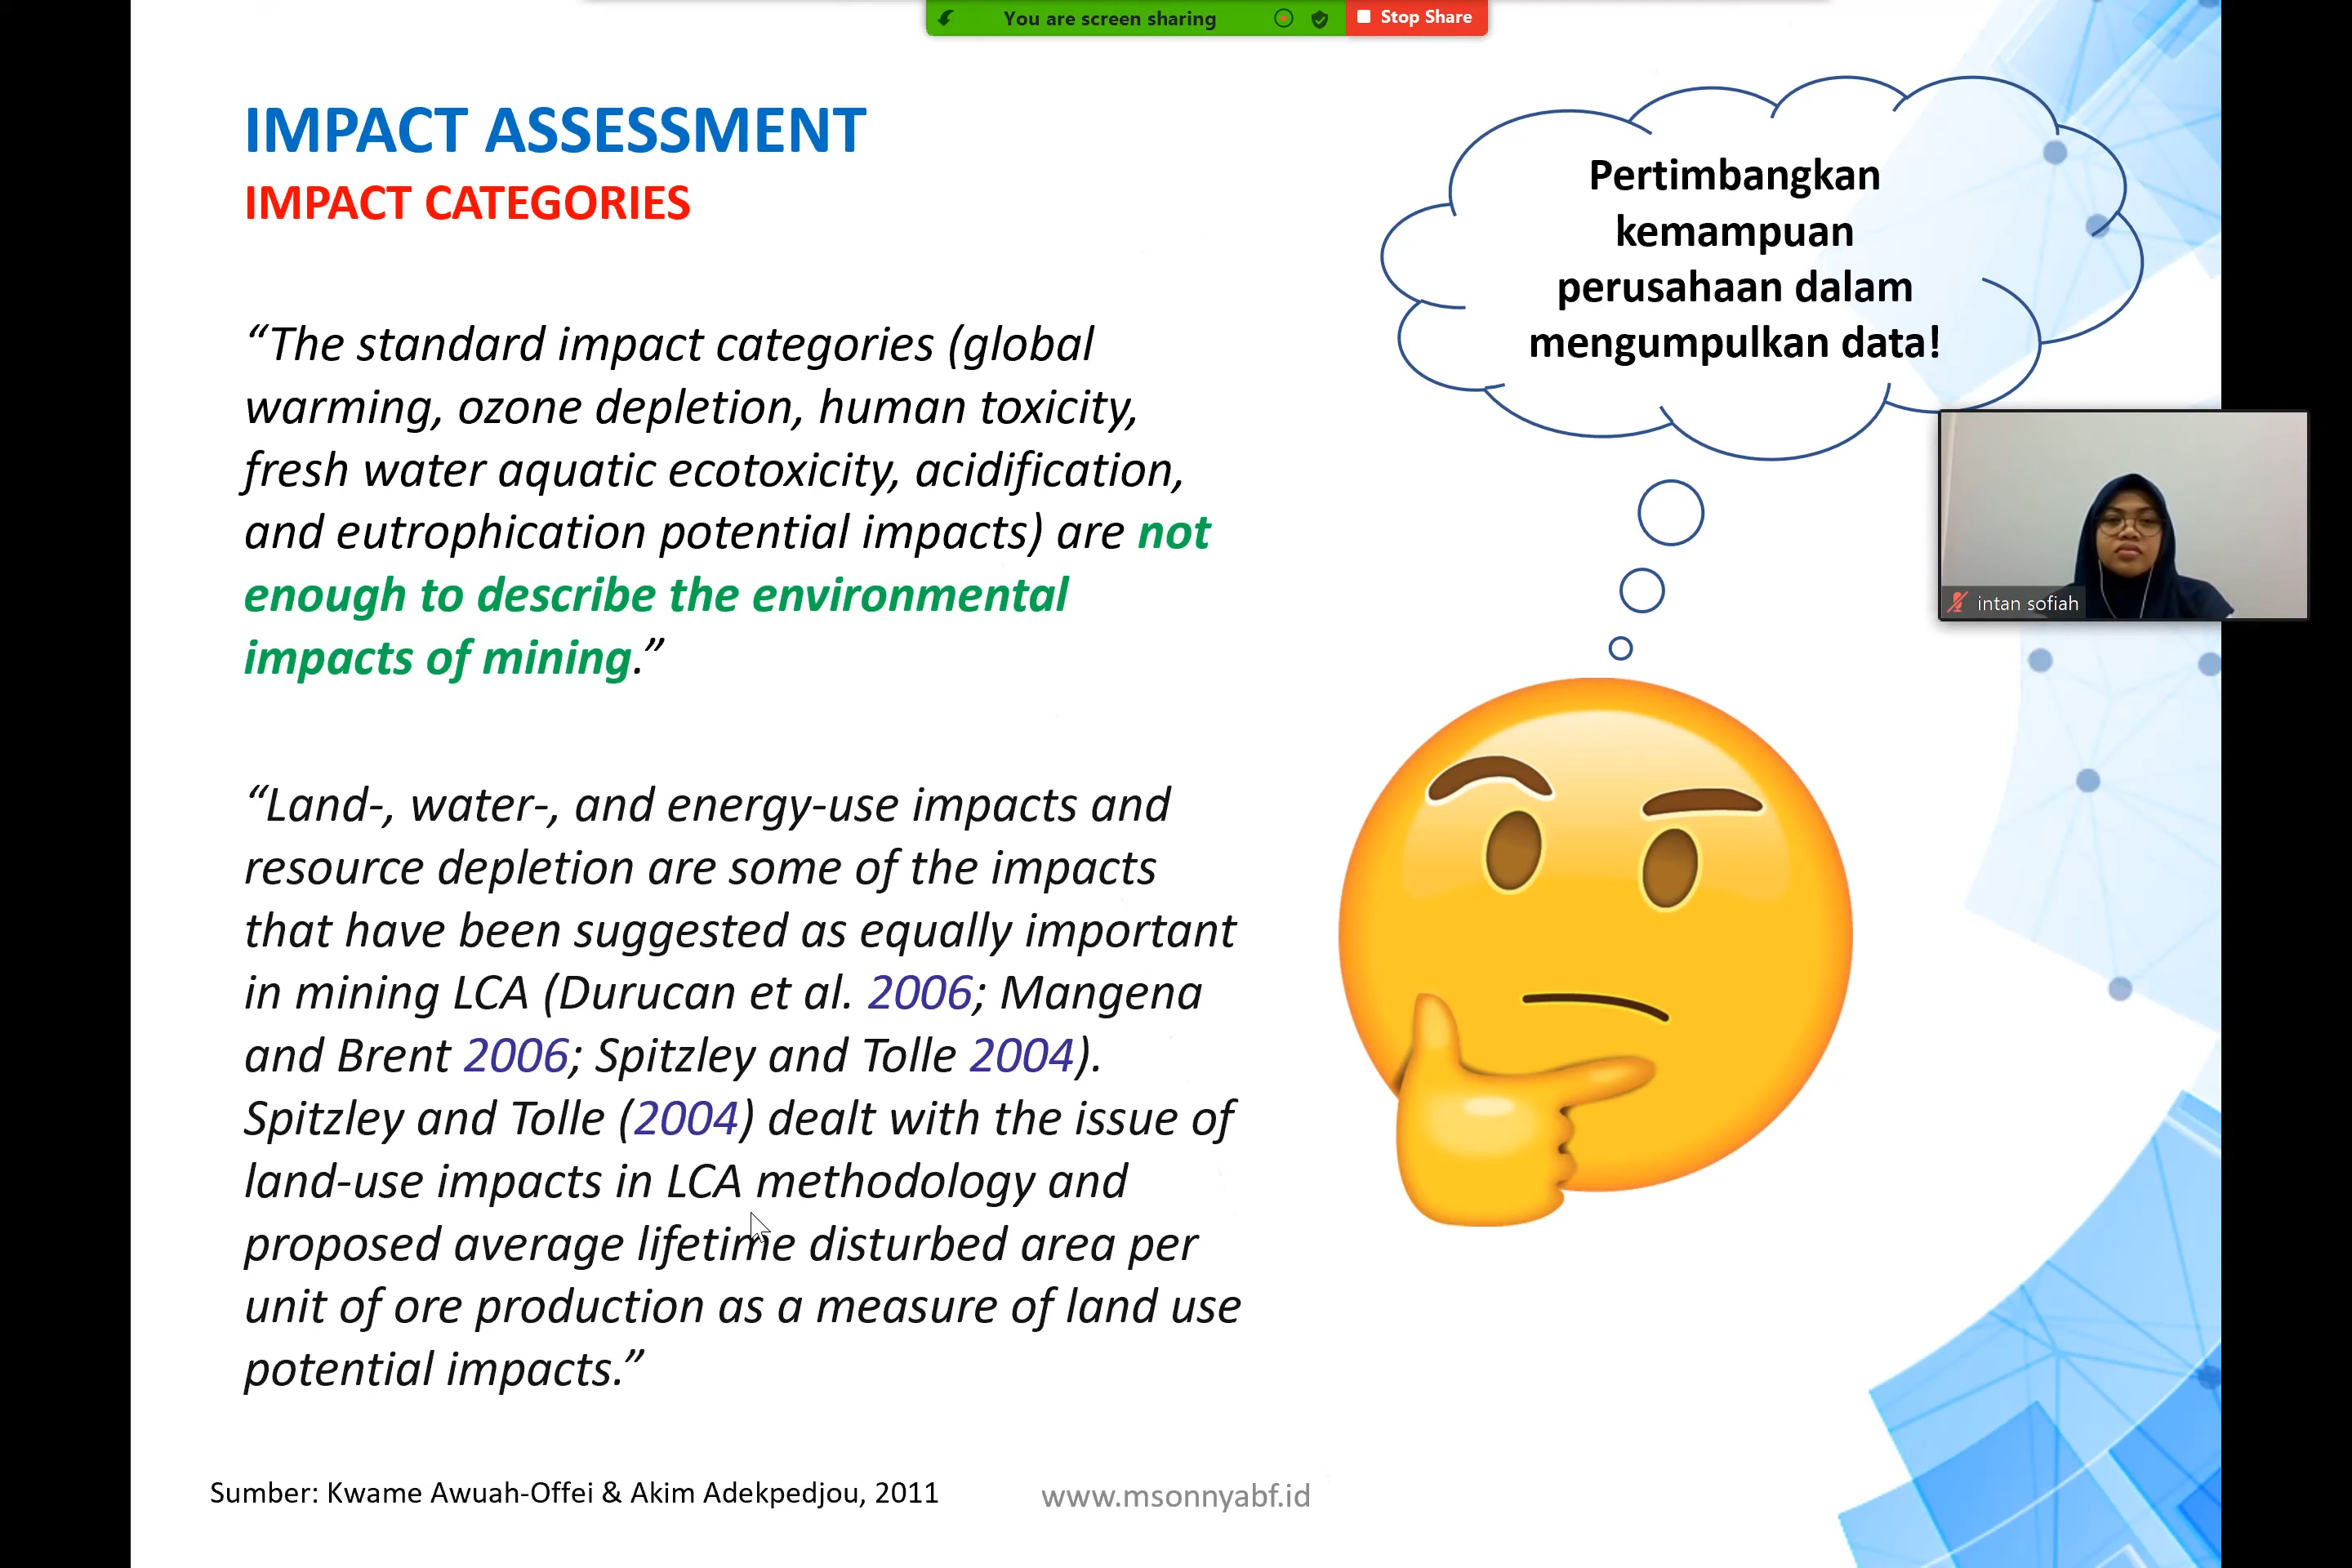 You are screen sharing
Stop Share
IMPACT ASSESSMENT
IMPACT CATEGORIES
“The standard impact categories (global
warming, ozone depletion, human toxicity,
fresh water aquatic ecotoxicity, acidification,
and eutrophication potential impacts) are not
enough to describe the environmental
impacts of mining.”
“Land-, water-, and energy-use impacts and
resource depletion are some of the impacts
that have been suggested as equally important
in mining LCA (Durucan et al. 2006; Mangena
and Brent 2006; Spitzley and Tolle 2004).
Spitzley and Tolle (2004) dealt with the issue of
land-use impacts in LCA methodology and
proposed average lifetime disturbed area per
unit of ore production as a measure of land use
potential impacts.”
Pertimbangkan
kemampuan
perusahaan dalam
mengumpulkan data!
intan sofiah
Sumber: Kwame Awuah-Offei & Akim Adekpedjou, 2011
www.msonnyabf.id